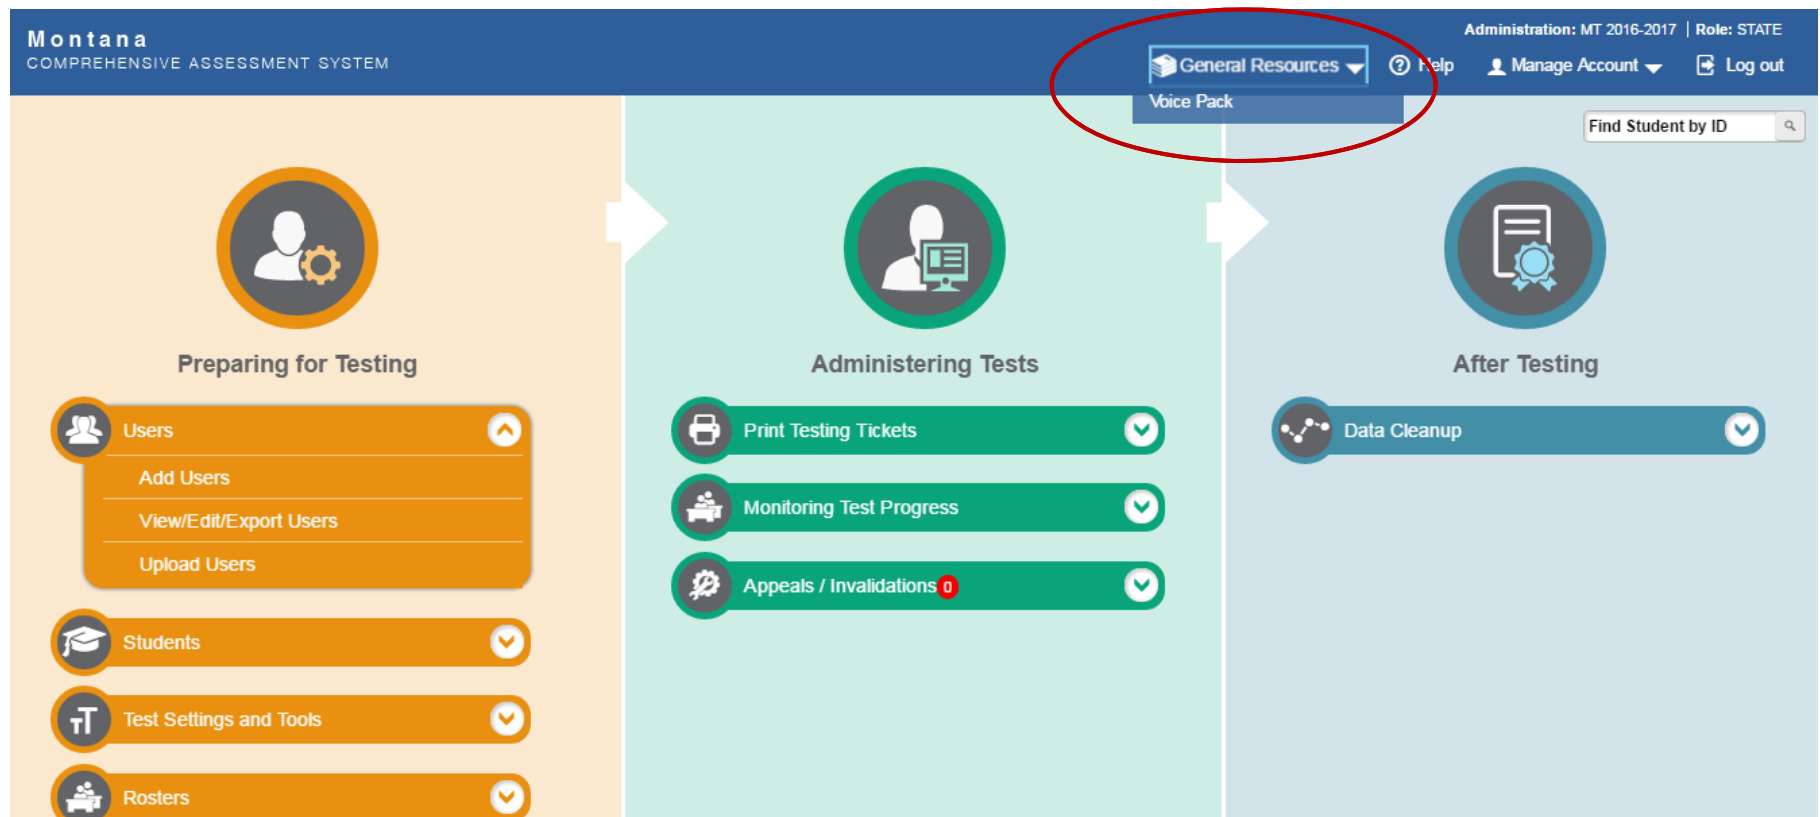 Montana
COMPREHENSIVE ASSESSMENT SYSTEM
Administration: MT 2016-2017 | Role: STATE
General Resources
Help
Manage Account
Log out
Voice Pack
Find Student by ID
Preparing for Testing
Users
Add Users
View/Edit/Export Users
Upload Users
Students
Test Settings and Tools
Rosters
Administering Tests
Print Testing Tickets
Monitoring Test Progress
Appeals / Invalidations 0
After Testing
Data Cleanup